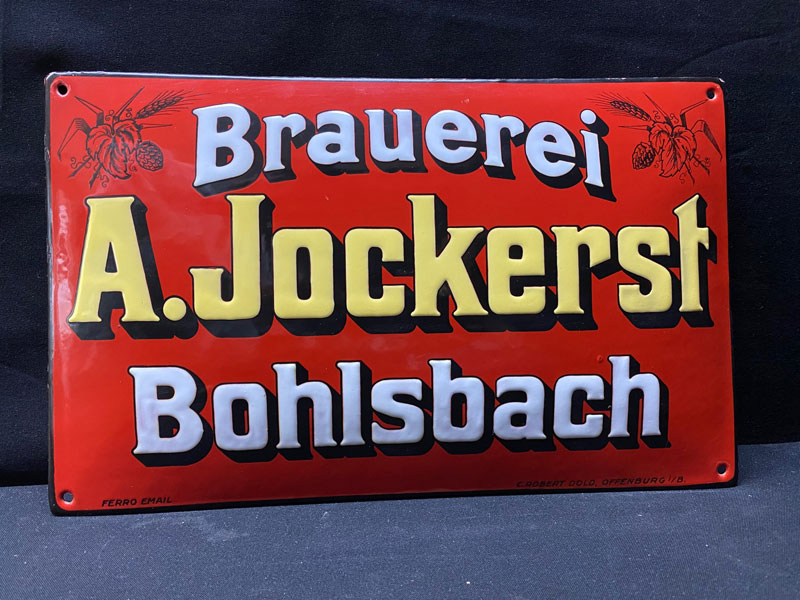 Brauerei
A. Jockerst
Bohlsbach
FERRO EMAIL
C. ROBERT DOLD, OFFENBURG I/B.